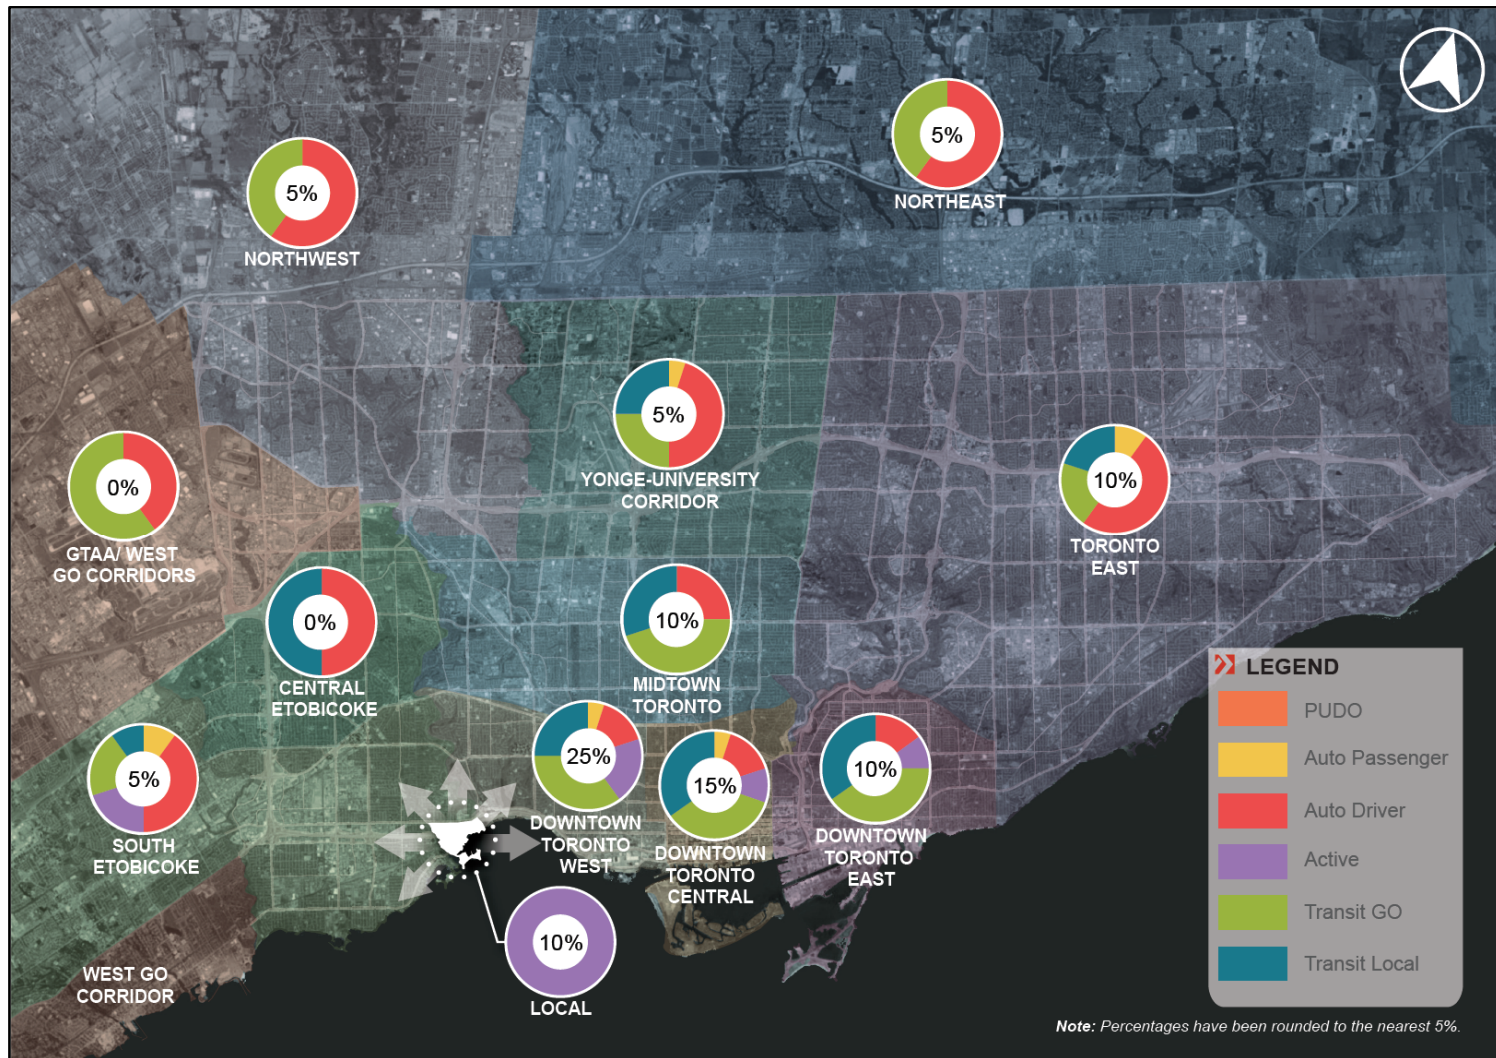 5%
NORTHEAST
5%
NORTHWEST
5%
YONGE-UNIVERSITY
CORRIDOR
0%
GTAA/ WEST
GO CORRIDORS
10%
TORONTO
EAST
0%
CENTRAL
ETOBICOKE
10%
MIDTOWN
TORONTO
5%
SOUTH
ETOBICOKE
25%
DOWNTOWN
TORONTO
WEST
15%
DOWNTOWN
TORONTO
CENTRAL
10%
DOWNTOWN
TORONTO
EAST
10%
LOCAL
WEST GO
CORRIDOR
LEGEND
PUDO
Auto Passenger
Auto Driver
Active
Transit GO
Transit Local
Note: Percentages have been rounded to the nearest 5%.